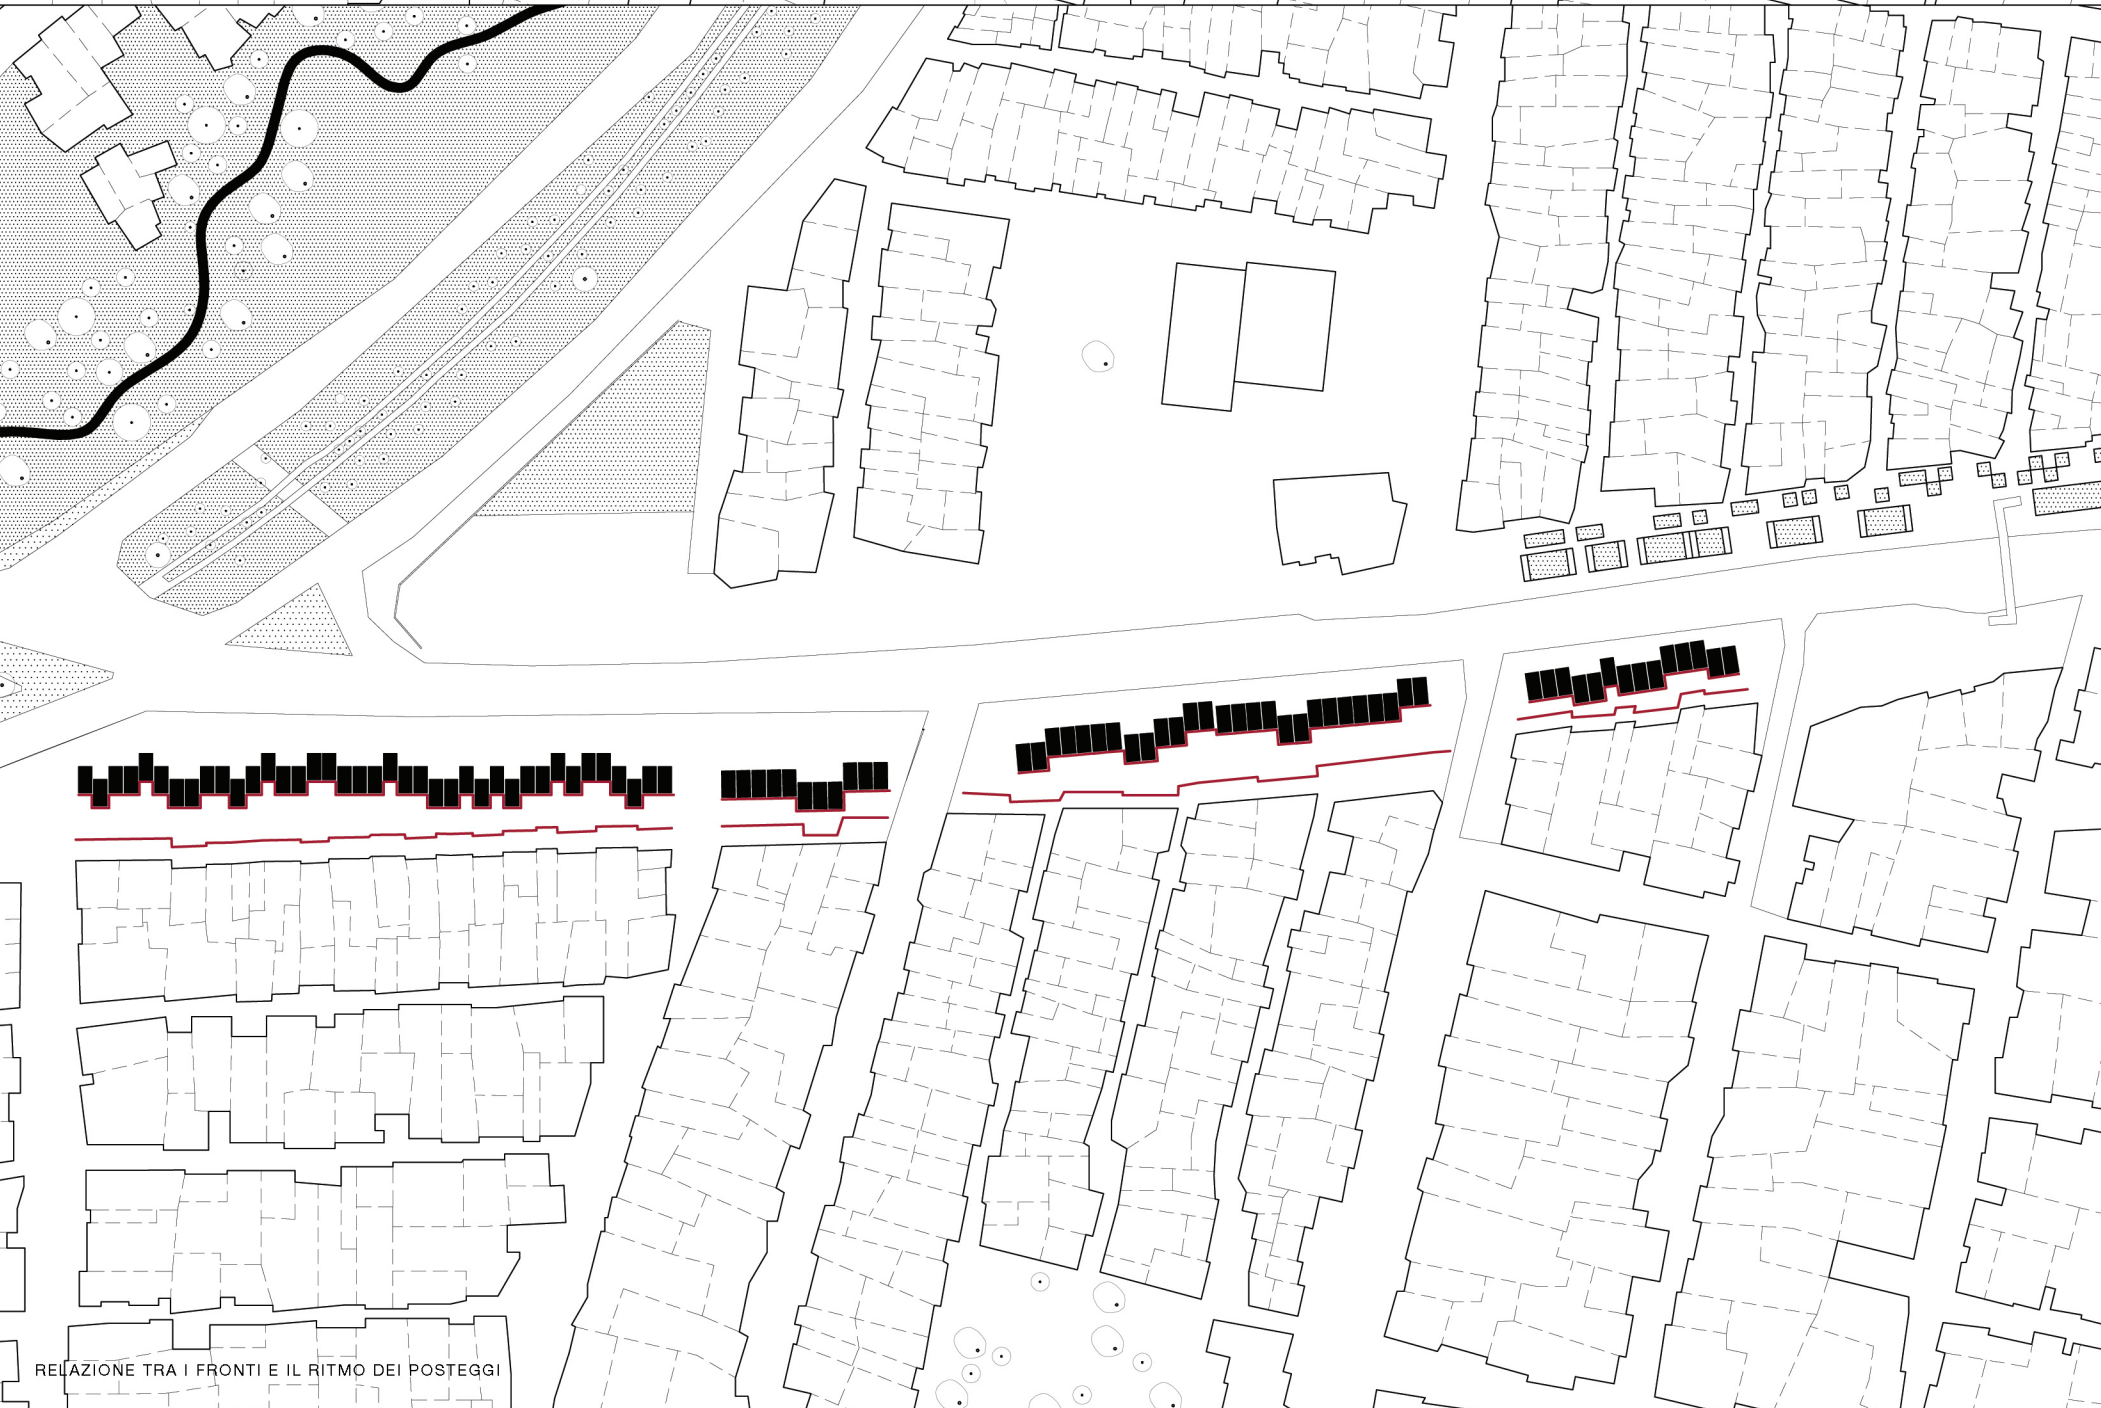 RELAZIONE TRA I FRONTI E IL RITMO DEI POSTEGGI